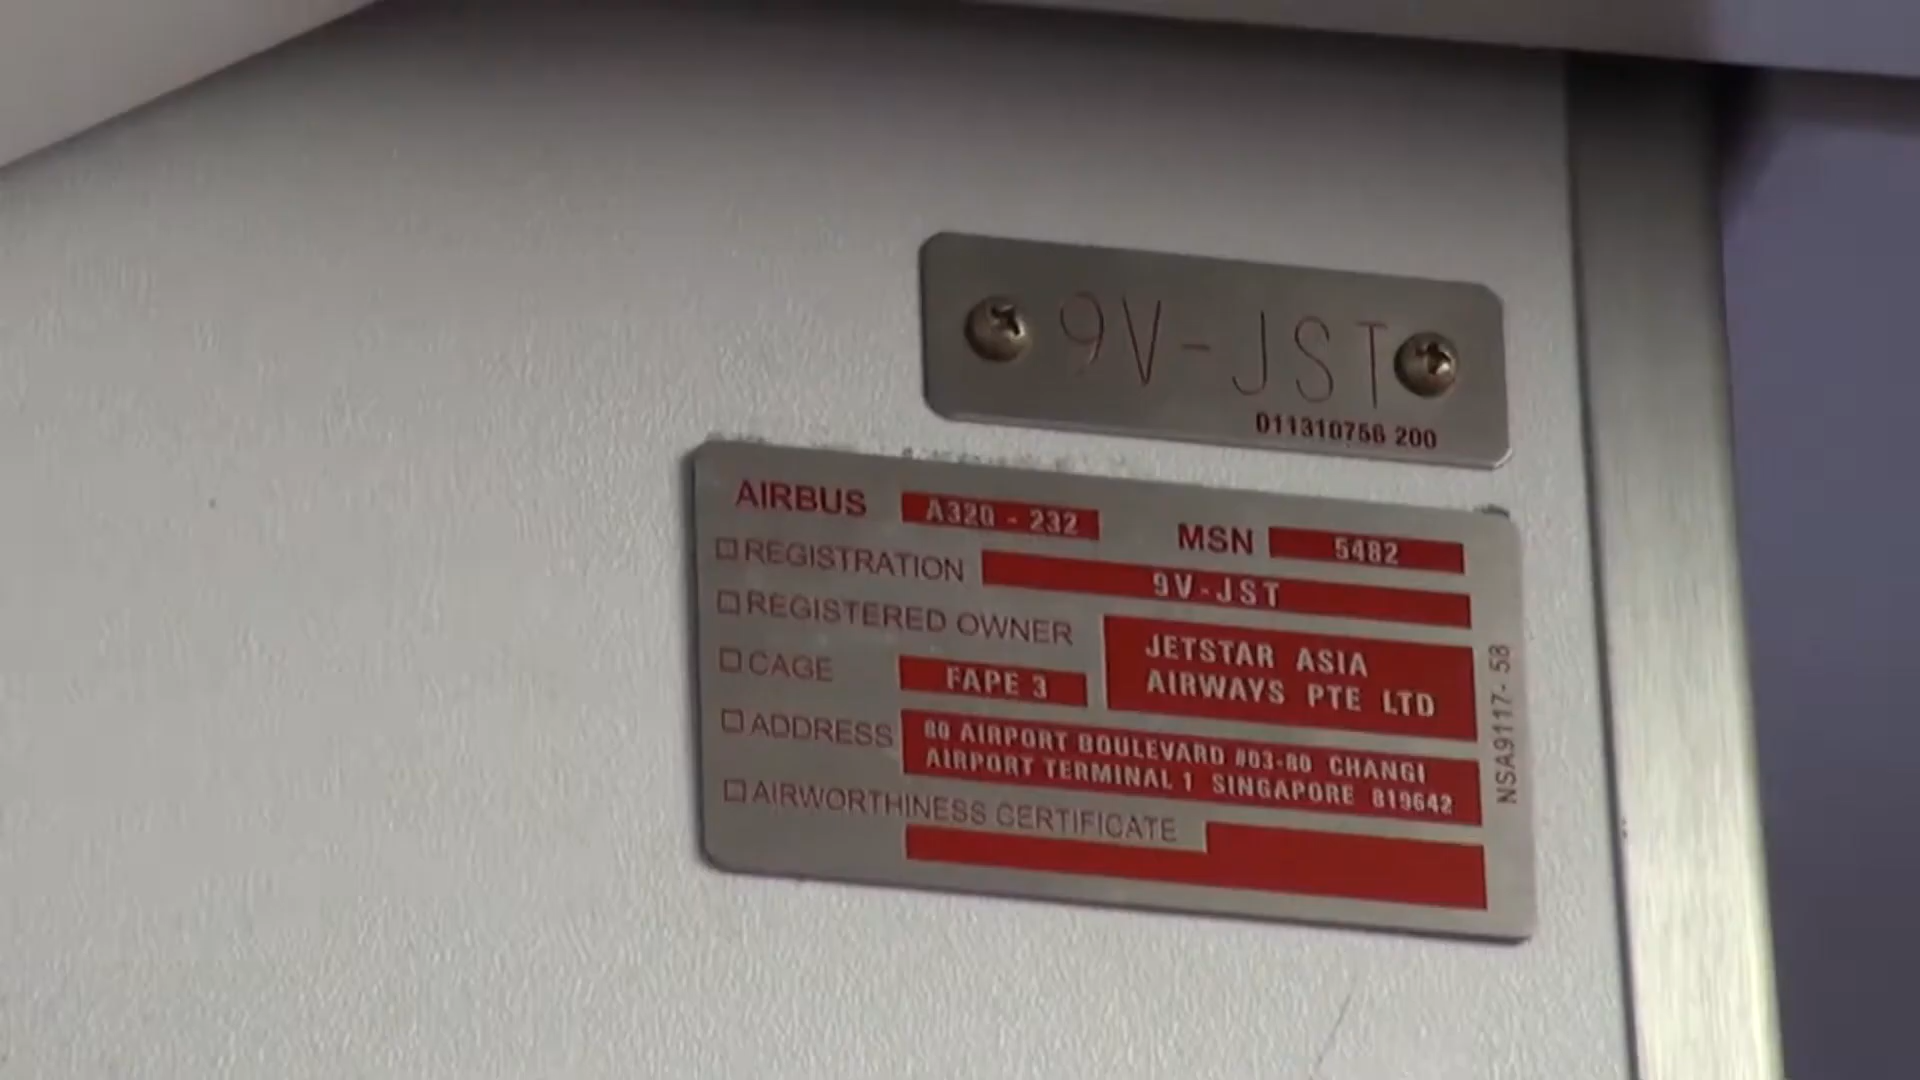 9V-JST
D11310756 200
AIRBUS A320 - 232 MSN 5482
REGISTRATION 9V-JST
REGISTERED OWNER JETSTAR ASIA
AIRWAYS PTE LTD
CAGE FAPE 3
ADDRESS 80 AIRPORT BOULEVARD #03-80 CHANGI
AIRPORT TERMINAL 1 SINGAPORE 819642
AIRWORTHINESS CERTIFICATE
NSA9117- 58